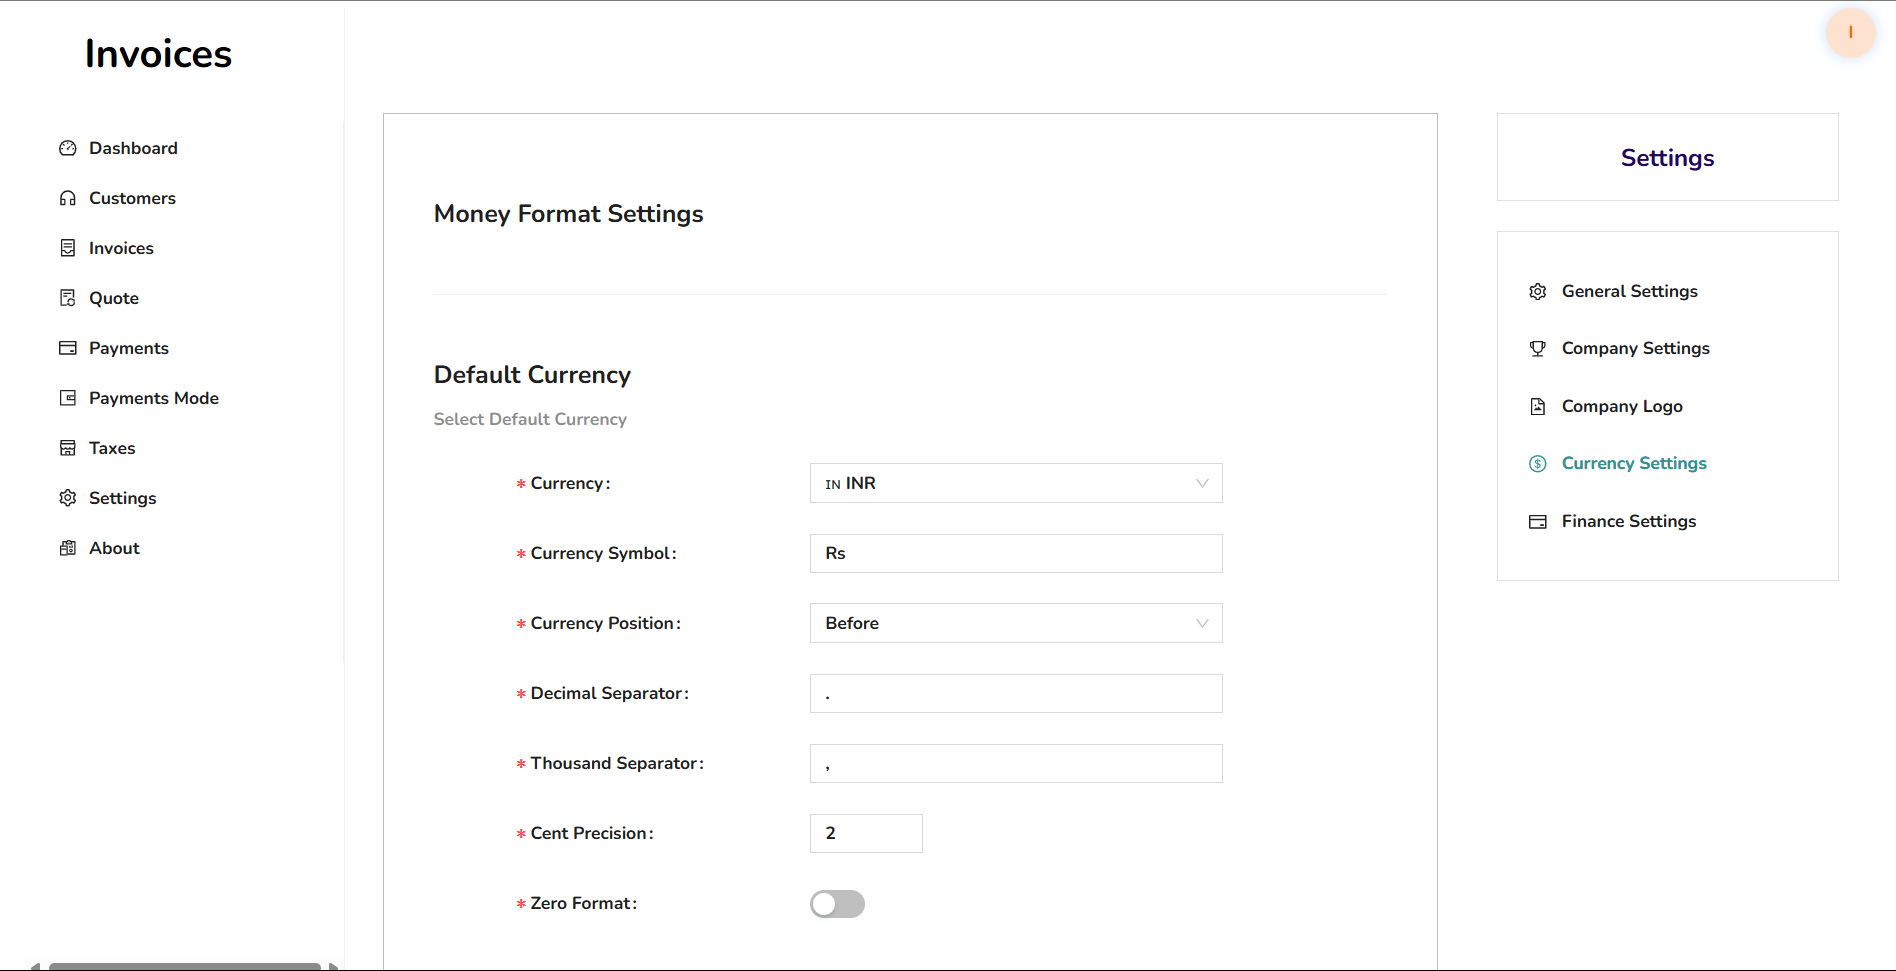 Invoices
I
Dashboard
Customers
Invoices
Quote
Payments
Payments Mode
Taxes
Settings
About
Money Format Settings
Default Currency
Select Default Currency
* Currency:
IN INR
* Currency Symbol:
Rs
* Currency Position:
Before
* Decimal Separator:
.
* Thousand Separator:
,
* Cent Precision:
2
* Zero Format:
Settings
General Settings
Company Settings
Company Logo
Currency Settings
Finance Settings